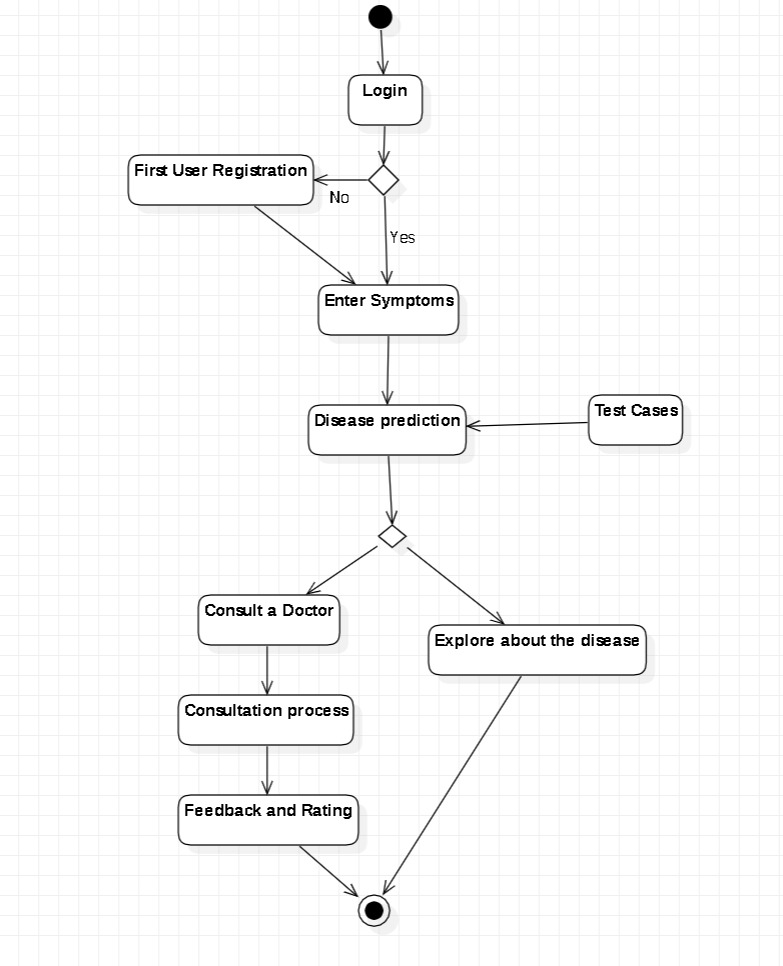 Login
First User Registration
No
Yes
Enter Symptoms
Disease prediction
Test Cases
Consult a Doctor
Explore about the disease
Consultation process
Feedback and Rating